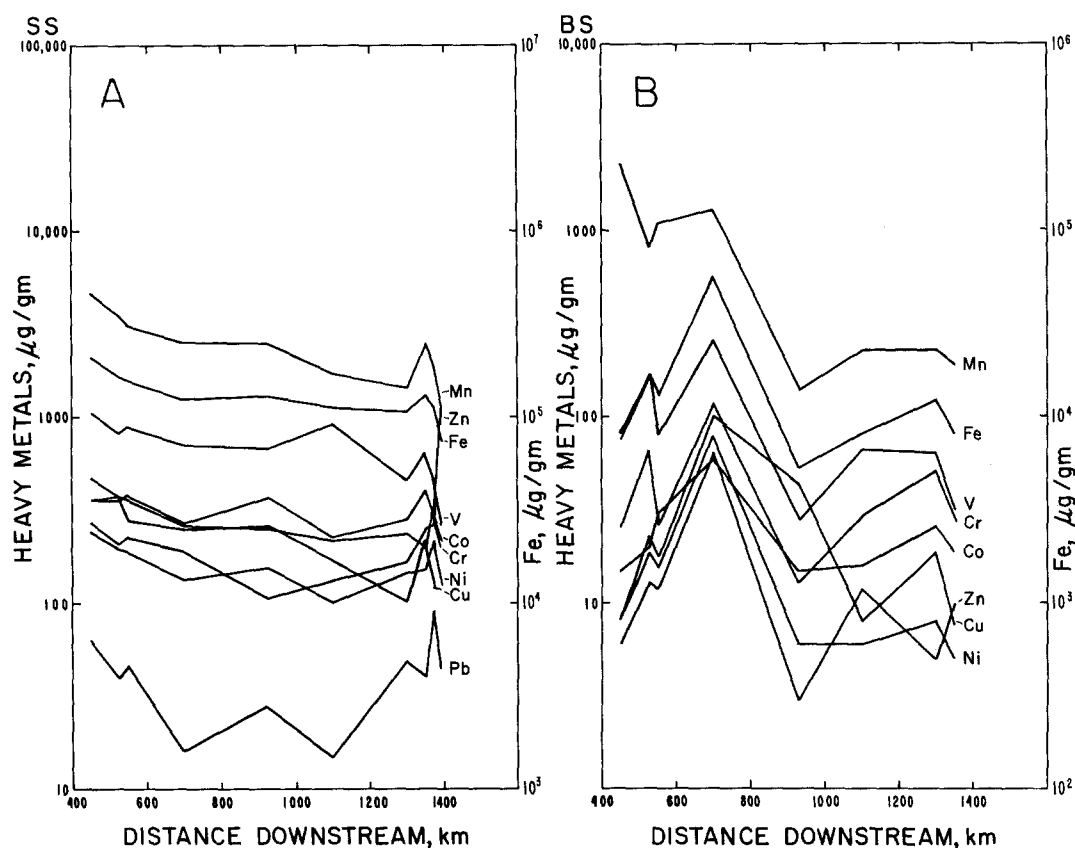 SS
100,000
10,000
1000
100
10
HEAVY METALS, μg/gm
A
Mn
Zn
Fe
V
Co
Cr
Ni
Cu
Pb
10⁷
10⁶
10⁵
10⁴
10³
Fe, μg/gm
400 600 800 1000 1200 1400
DISTANCE DOWNSTREAM, km
BS
10,000
1000
100
10
HEAVY METALS, μg/gm
B
Mn
Fe
V
Cr
Co
Zn
Cu
Ni
10⁶
10⁵
10⁴
10³
10²
Fe, μg/gm
400 600 800 1000 1200 1400
DISTANCE DOWNSTREAM, km